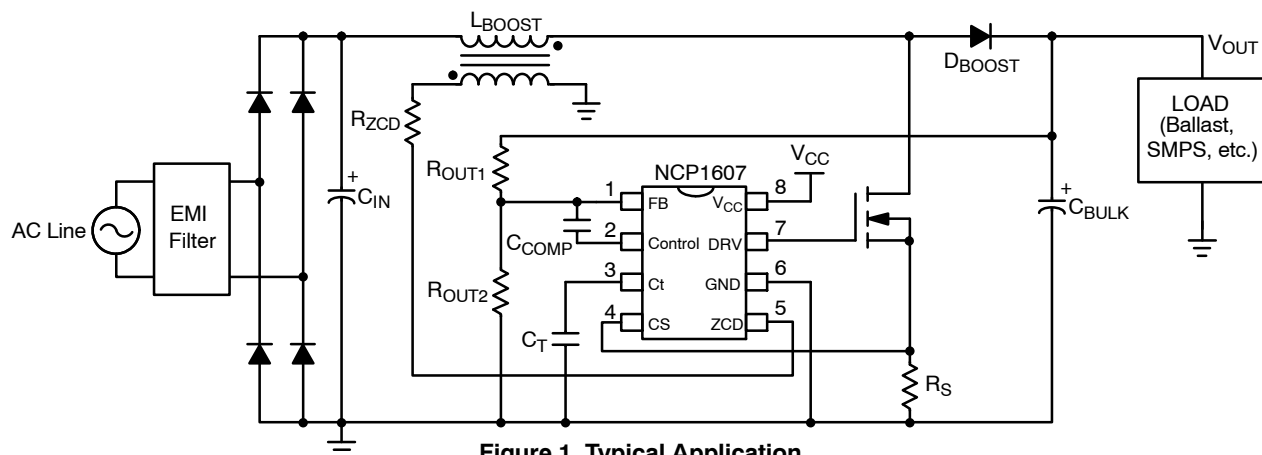 LBOOST
DBOOST
VOUT
LOAD
(Ballast,
SMPS, etc.)
RZCD
ROUT1
VCC
NCP1607
1
FB
VCC
8
+
CIN
+
CBULK
AC Line
EMI
Filter
CCOMP
2
Control
DRV
7
3
Ct
GND
6
ROUT2
4
CS
ZCD
5
CT
RS
Figure 1. Typical Application